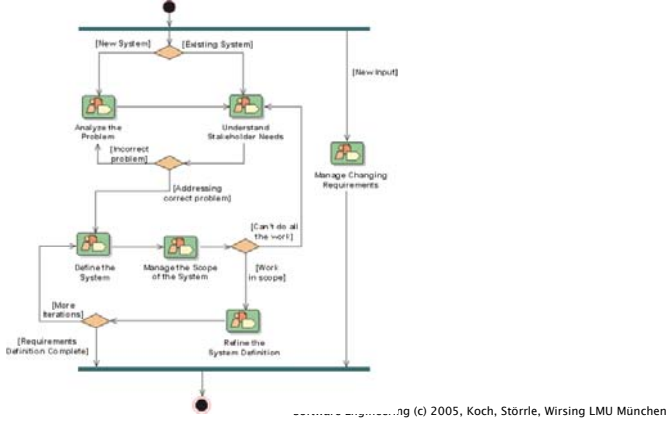 [New System]
[Existing System]
[New Input]
Analyze the
Problem
Understand
Stakeholder Needs
[Incorrect
problem]
Manage Changing
Requirements
[Addressing
correct problem]
[Can't do all
the work]
Define the
System
Manage the Scope
of the System
[Work
in scope]
[More
Iterations]
Refine the
System Definition
[Requirements
Definition Complete]
Software Engineering (c) 2005, Koch, Störrle, Wirsing LMU München